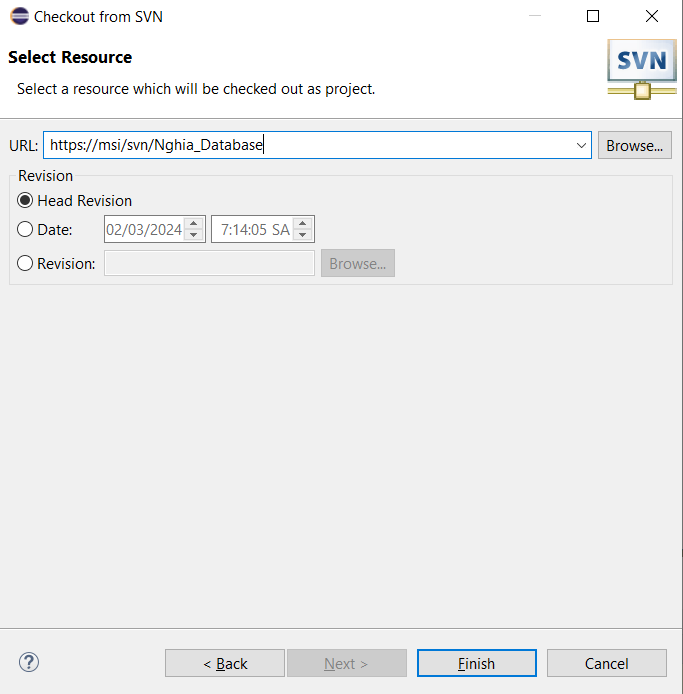 Checkout from SVN
Select Resource
Select a resource which will be checked out as project.
SVN
URL: https://msi/svn/Nghia_Database Browse...
Revision
Head Revision
Date: 02/03/2024 7:14:05 SA
Revision: Browse...
? < Back Next > Finish Cancel